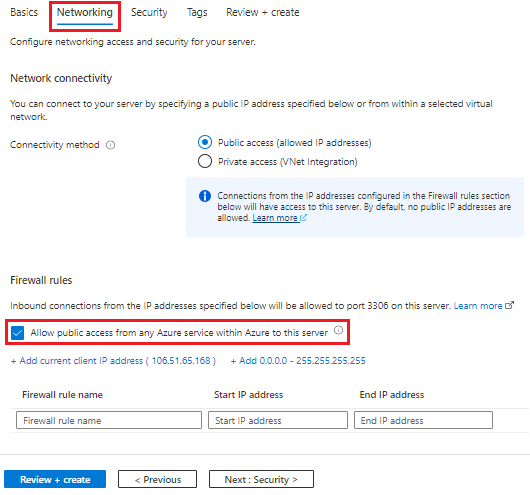 Basics Networking Security Tags Review + create
Configure networking access and security for your server.
Network connectivity
You can connect to your server by specifying a public IP address specified below or from within a selected virtual
network.
Connectivity method
Public access (allowed IP addresses)
Private access (VNet Integration)
Connections from the IP addresses configured in the Firewall rules section
below will have access to this server. By default, no public IP addresses are
allowed. Learn more
Firewall rules
Inbound connections from the IP addresses specified below will be allowed to port 3306 on this server. Learn more
Allow public access from any Azure service within Azure to this server
+ Add current client IP address ( 106.51.65.168 ) + Add 0.0.0.0 - 255.255.255.255
Firewall rule name Start IP address End IP address
Firewall rule name Start IP address End IP address
Review + create < Previous Next : Security >